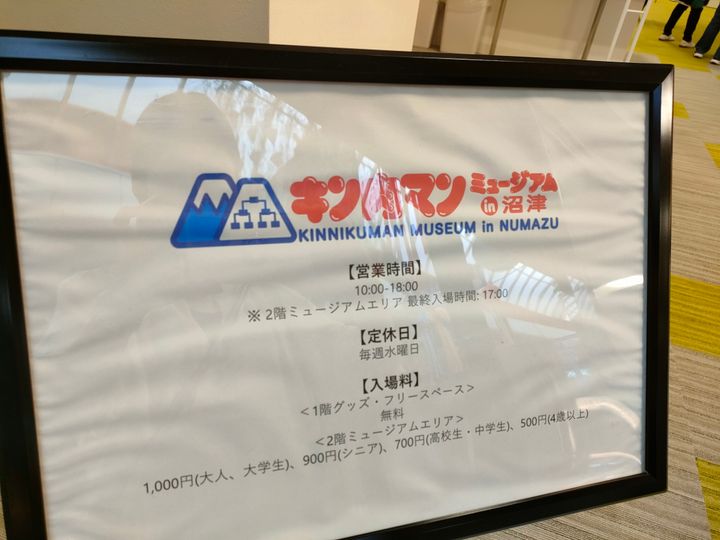 キン肉マン ミュージアム in 沼津
KINNIKUMAN MUSEUM in NUMAZU
【営業時間】
10:00-18:00
※ 2階ミュージアムエリア 最終入場時間: 17:00
【定休日】
毎週水曜日
【入場料】
＜1階グッズ・フリースペース＞
無料
＜2階ミュージアムエリア＞
1,000円(大人、大学生)、900円(シニア)、700円(高校生・中学生)、500円(4歳以上)